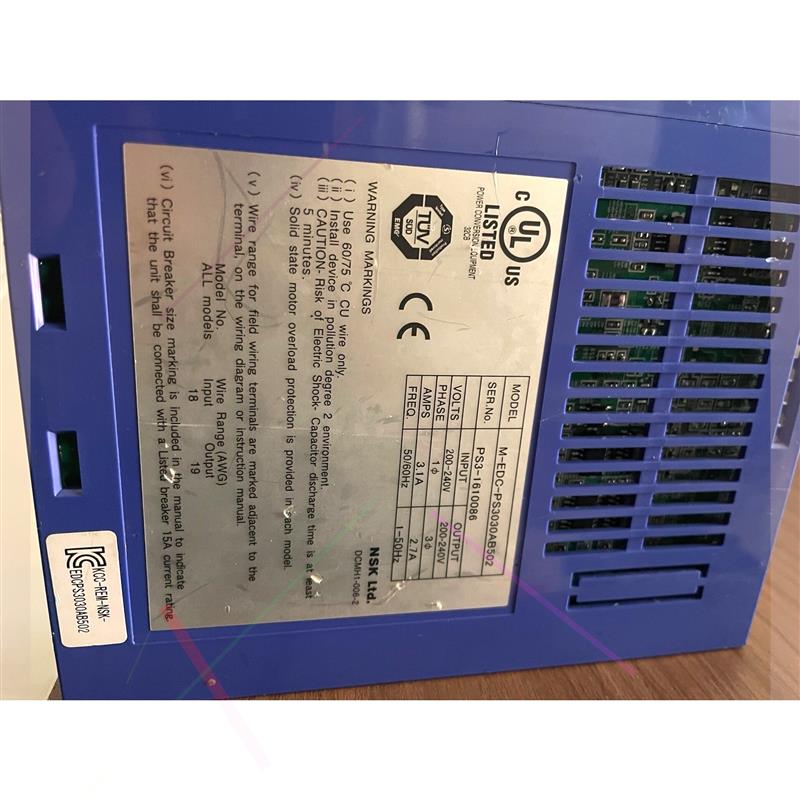 C UL US
LISTED
POWER CONVERSION EQUIPMENT
32CB
TÜV
SÜD
EMC
CE
MODEL M-EDC-PS3030AB502
SER.No. PS3-1610086
INPUT OUTPUT
VOLTS 200-240V 200-240V
PHASE 1φ 3φ
AMPS 3.1A 2.7A
FREQ. 50/60Hz 1-50Hz
NSK Ltd.
DCMH1-006-2
WARNING MARKINGS
(i) Use 60/75 °C CU wire only.
(ii) Install device in pollution degree 2 environment.
(iii) CAUTION- Risk of Electric Shock- Capacitor discharge time is at least
5 minutes.
(iv) Solid state motor overload protection is provided in each model.
(v) Wire range for field wiring terminals are marked adjacent to the
terminal, on the wiring diagram or instruction manual.
Model No. Wire Range (AWG)
Input Output
ALL models 18 19
(vi) Circuit Breaker size marking is included in the manual to indicate
that the unit shall be connected with a Listed breaker 15A current rating.
KCC-REM-NSK-
EDCPS3030AB502